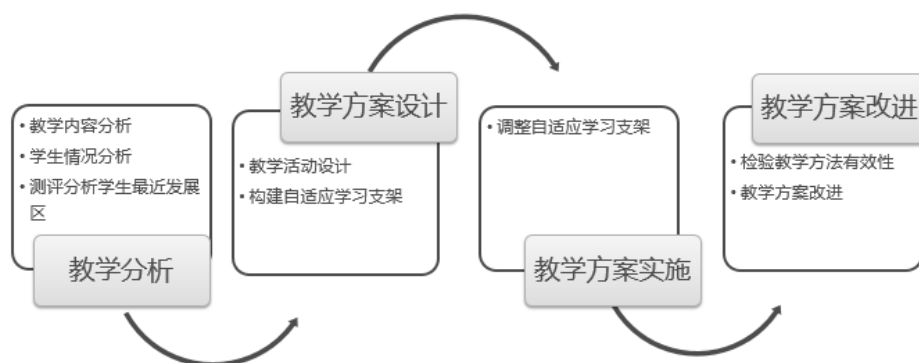 • 教学内容分析
• 学生情况分析
• 测评分析学生最近发展
区
教学分析
教学方案设计
• 教学活动设计
• 构建自适应学习支架
• 调整自适应学习支架
教学方案实施
教学方案改进
• 检验教学方法有效性
• 教学方案改进